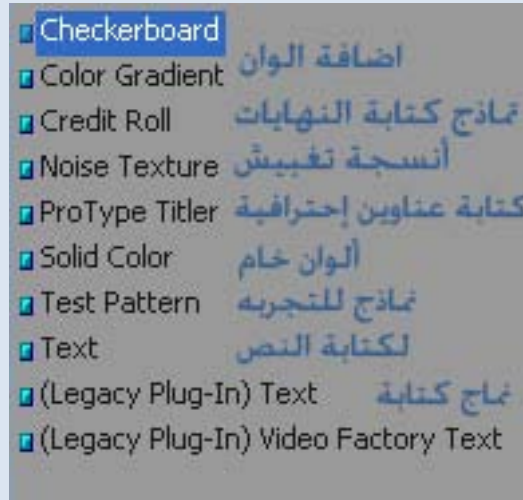 Checkerboard
Color Gradient اضافة الوان
Credit Roll نماذج كتابة النهايات
Noise Texture أنسجة تغبيش
ProType Titler كتابة عناوين إحترافية
Solid Color ألوان خام
Test Pattern نماذج للتجربه
Text لكتابة النص
(Legacy Plug-In) Text نماج كتابة
(Legacy Plug-In) Video Factory Text